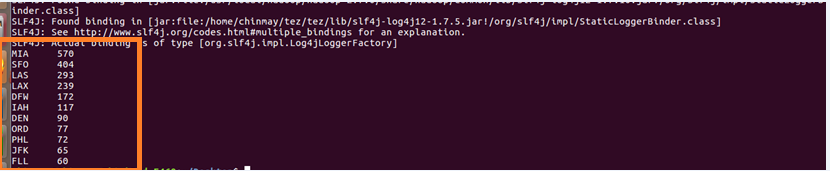 inder.class]
SLF4J: Found binding in [jar:file:/home/chinmay/tez/tez/lib/slf4j-log4j12-1.7.5.jar!/org/slf4j/impl/StaticLoggerBinder.class]
SLF4J: See http://www.slf4j.org/codes.html#multiple_bindings for an explanation.
SLF4J: Actual binding is of type [org.slf4j.impl.Log4jLoggerFactory]
MIA 570
SFO 404
LAS 293
LAX 239
DFW 172
IAH 117
DEN 90
ORD 77
PHL 72
JFK 65
FLL 60